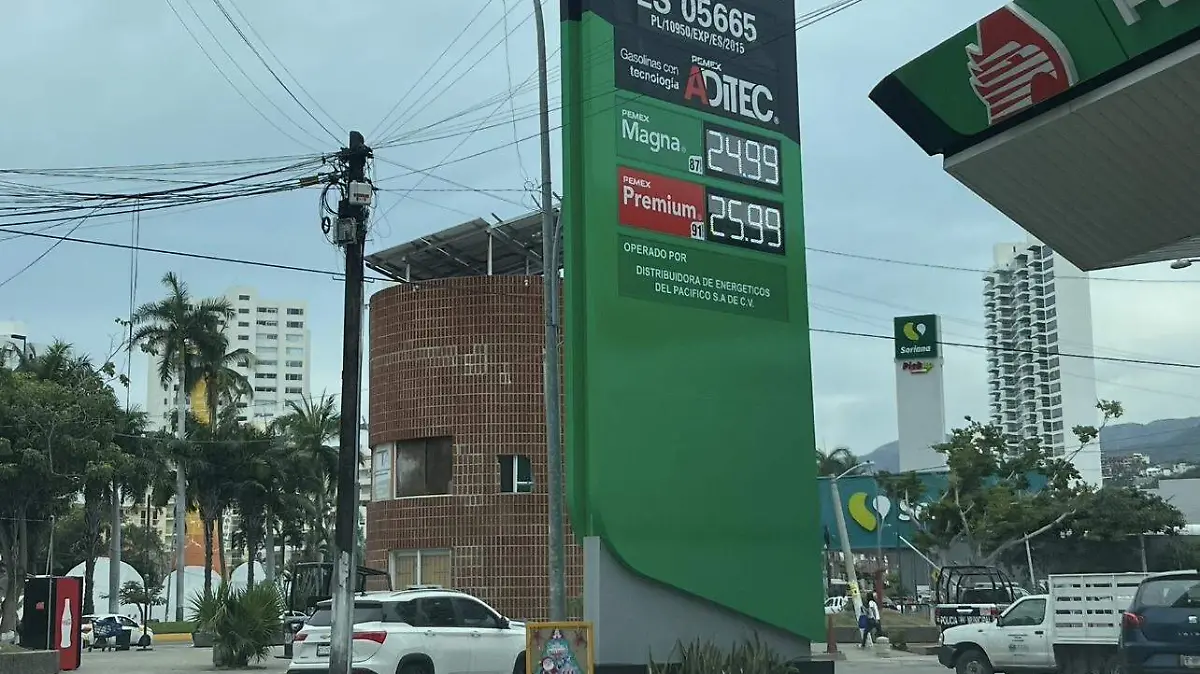 ES 05665
PL/10950/EXP/ES/2015
Gasolinas con
tecnología
PEMEX
ADITEC®
PEMEX
Magna®
87
24.99
PEMEX
Premium®
91
25.99
OPERADO POR
DISTRIBUIDORA DE ENERGETICOS
DEL PACIFICO S.A DE C.V.
Soriana
POLICIA